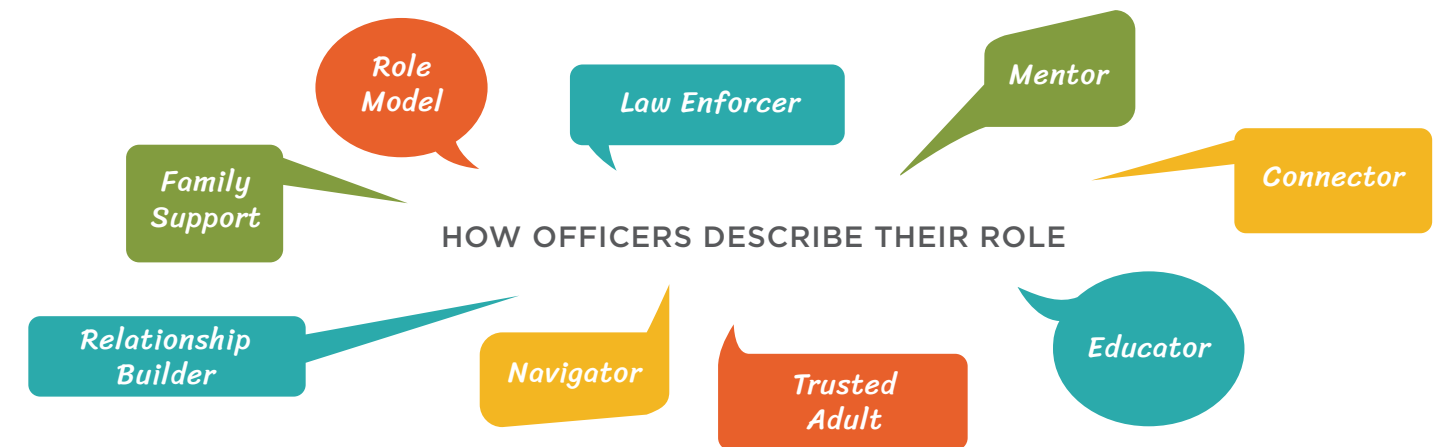 Role
Model
Law Enforcer
Mentor
Family
Support
Connector
HOW OFFICERS DESCRIBE THEIR ROLE
Relationship
Builder
Navigator
Trusted
Adult
Educator